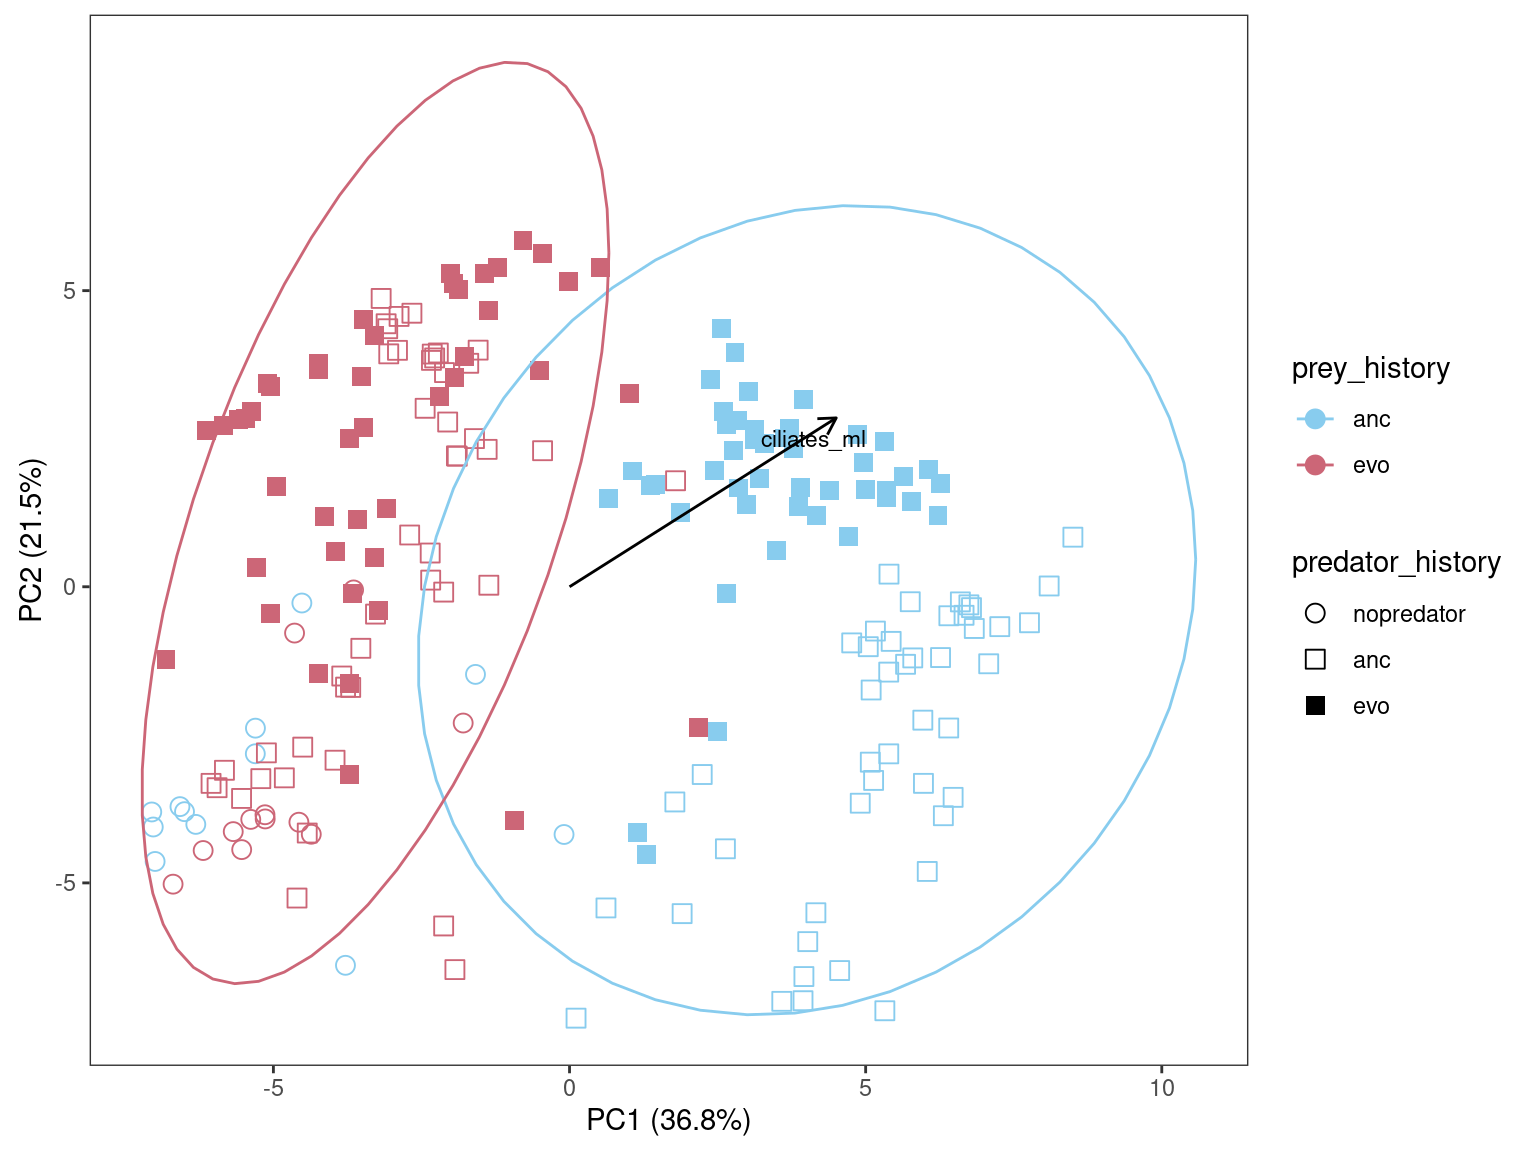 PC2 (21.5%)
5
0
-5
ciliates_ml
-5
0
5
10
PC1 (36.8%)
prey_history
anc
evo
predator_history
nopredator
anc
evo